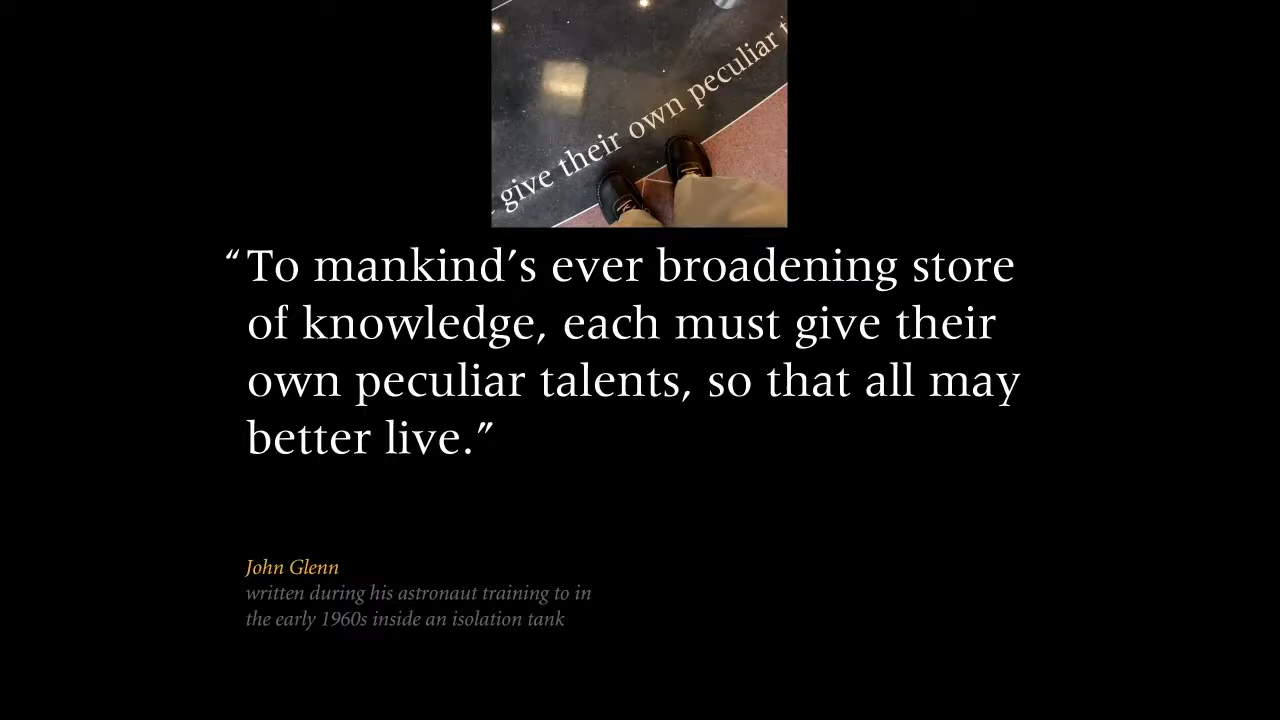 give their own peculiar
“To mankind’s ever broadening store
of knowledge, each must give their
own peculiar talents, so that all may
better live.”
John Glenn
written during his astronaut training to in
the early 1960s inside an isolation tank